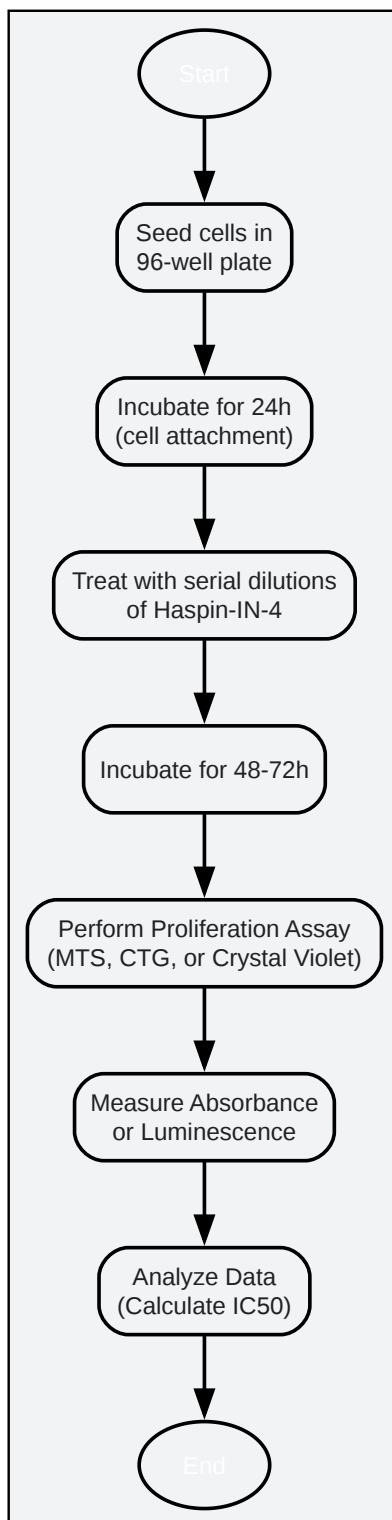 Start
Seed cells in
96-well plate
Incubate for 24h
(cell attachment)
Treat with serial dilutions
of Haspin-IN-4
Incubate for 48-72h
Perform Proliferation Assay
(MTS, CTG, or Crystal Violet)
Measure Absorbance
or Luminescence
Analyze Data
(Calculate IC50)
End